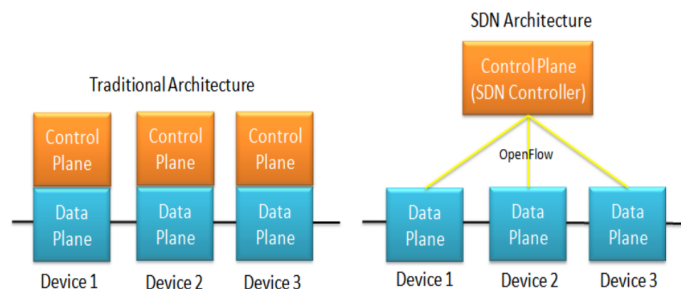 Traditional Architecture
Control
Plane
Control
Plane
Control
Plane
Data
Plane
Data
Plane
Data
Plane
Device 1
Device 2
Device 3
SDN Architecture
Control Plane
(SDN Controller)
OpenFlow
Data
Plane
Data
Plane
Data
Plane
Device 1
Device 2
Device 3